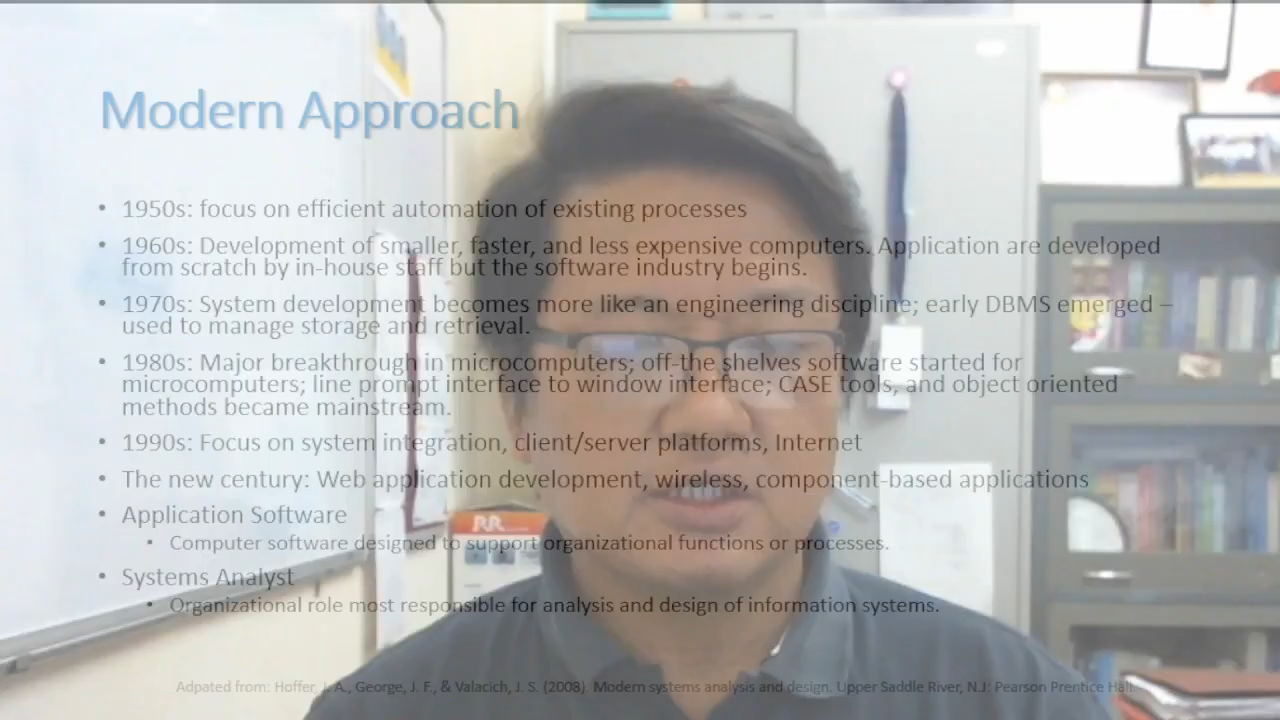 Modern Approach
• 1950s: focus on efficient automation of existing processes
• 1960s: Development of smaller, faster, and less expensive computers. Application are developed
from scratch by in-house staff but the software industry begins.
• 1970s: System development becomes more like an engineering discipline; early DBMS emerged –
used to manage storage and retrieval.
• 1980s: Major breakthrough in microcomputers; off-the shelves software started for
microcomputers; line prompt interface to window interface; CASE tools, and object oriented
methods became mainstream.
• 1990s: Focus on system integration, client/server platforms, Internet
• The new century: Web application development, wireless, component-based applications
• Application Software
RR
• Computer software designed to support organizational functions or processes.
• Systems Analyst
• Organizational role most responsible for analysis and design of information systems.
Adpated from: Hoffer, J. A., George, J. F., & Valacich, J. S. (2008). Modern systems analysis and design. Upper Saddle River, N.J: Pearson Prentice Hall.